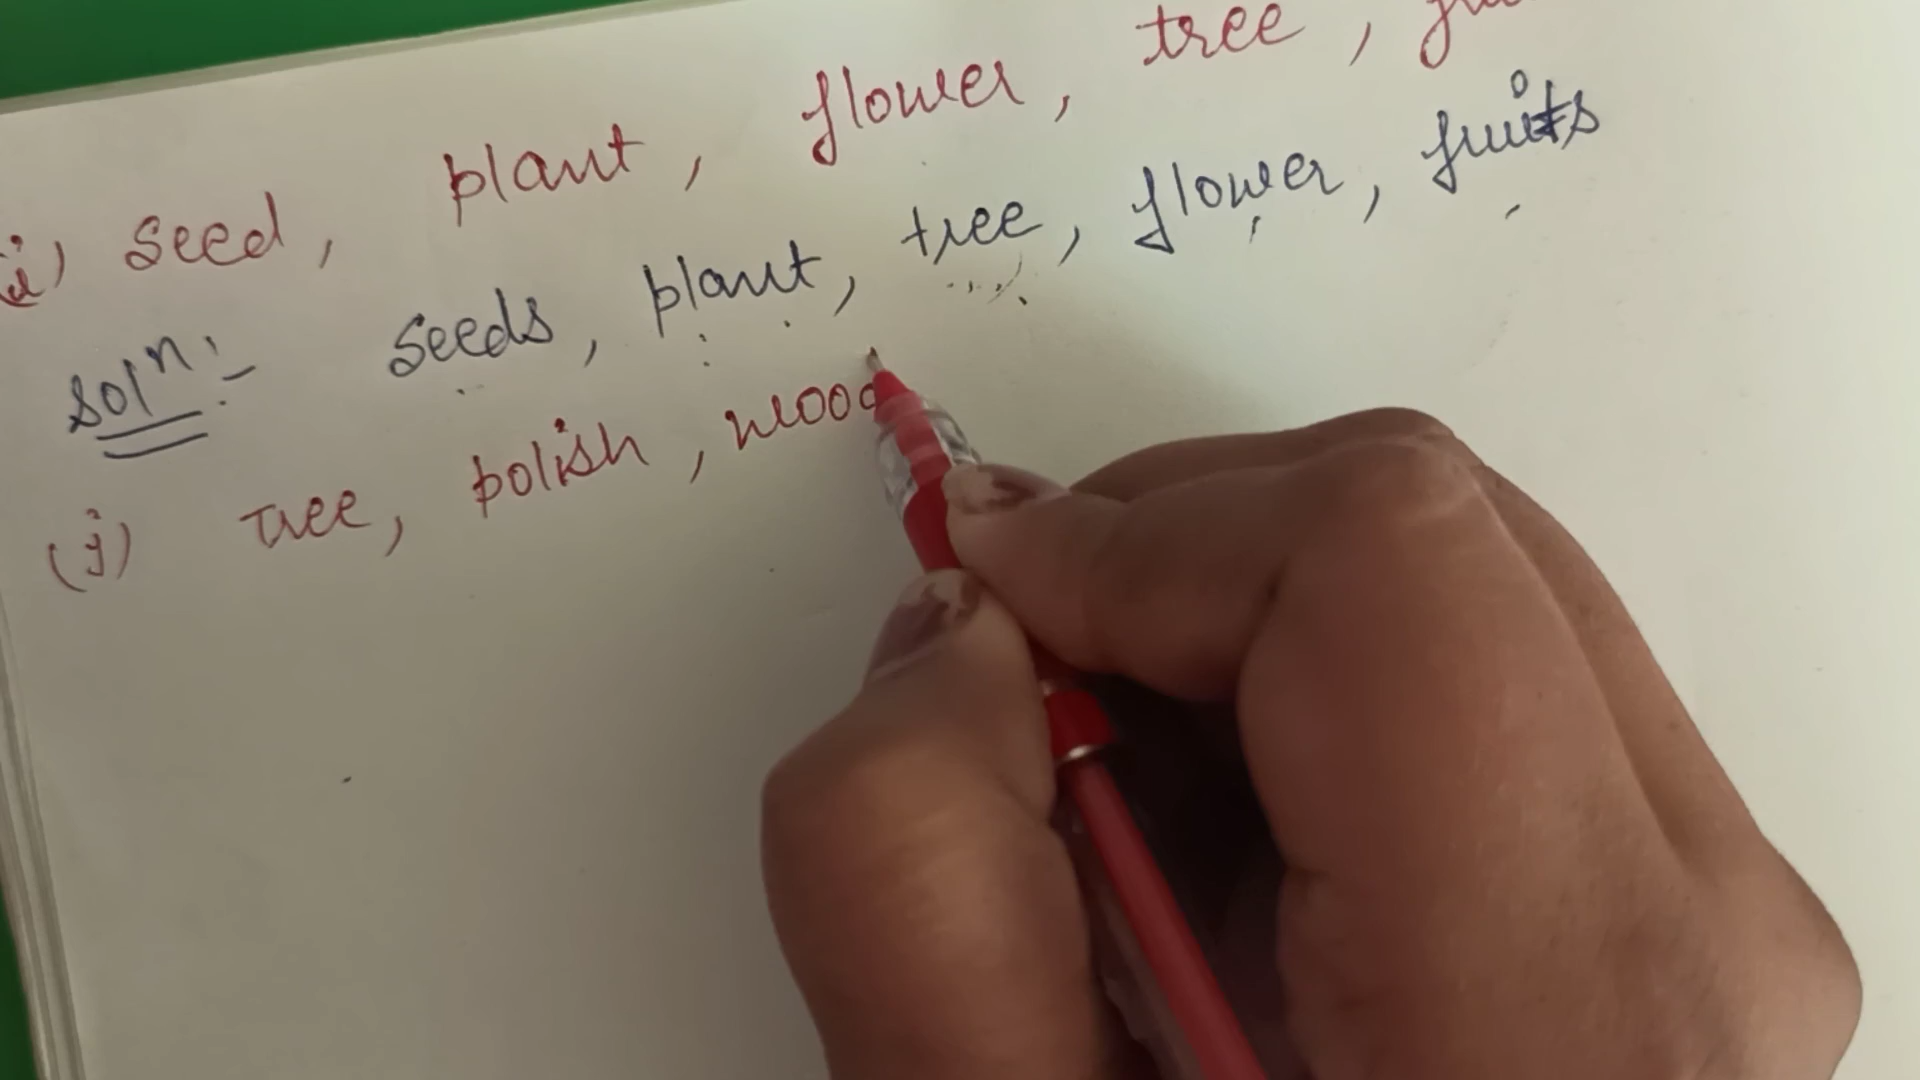 seed, plant, flower, tree,
Solⁿ:- seeds, plant, tree, flower, fruits
(j) Tree, polish, wood